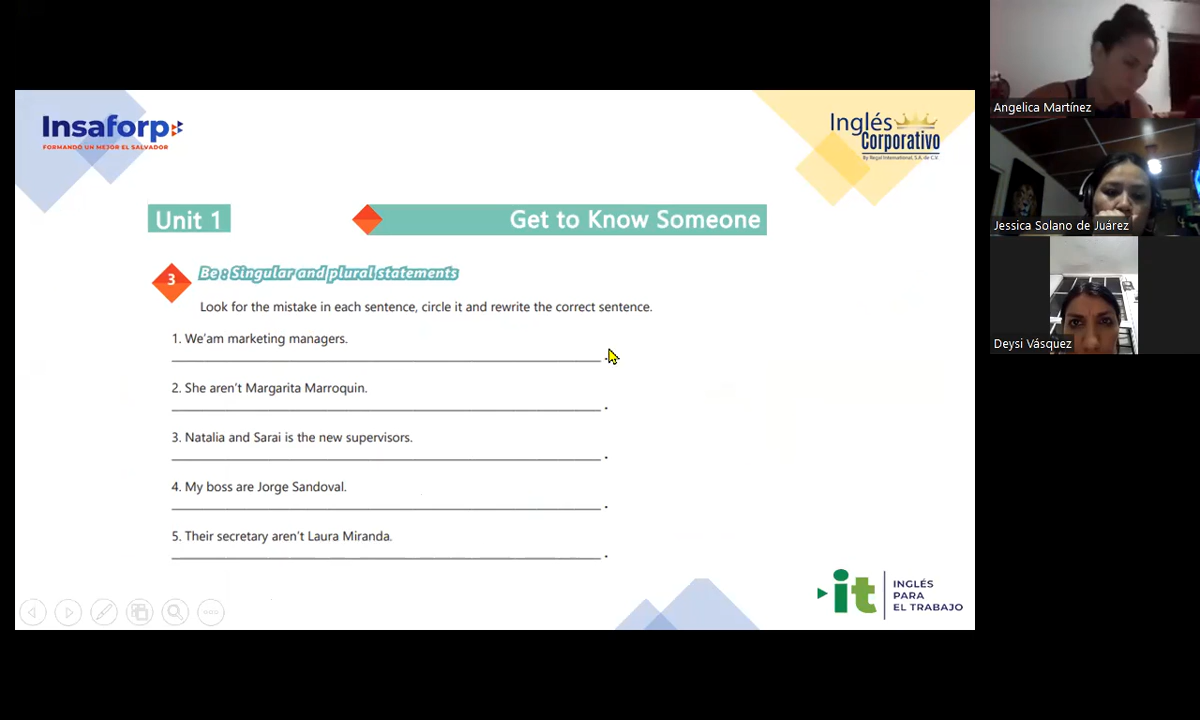 Angelica Martínez
Jessica Solano de Juárez
Deysi Vásquez
Insaforp
FORMANDO UN MEJOR EL SALVADOR
Inglés
Corporativo
By Regal International, S.A. de C.V.
Unit 1
Get to Know Someone
3
Be : Singular and plural statements
Look for the mistake in each sentence, circle it and rewrite the correct sentence.
1. We'am marketing managers.
2. She aren't Margarita Marroquin.
3. Natalia and Sarai is the new supervisors.
4. My boss are Jorge Sandoval.
5. Their secretary aren't Laura Miranda.
it
INGLÉS
PARA
EL TRABAJO